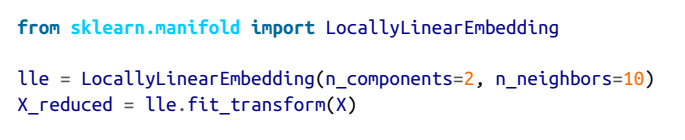 from sklearn.manifold import LocallyLinearEmbedding
lle = LocallyLinearEmbedding(n_components=2, n_neighbors=10)
X_reduced = lle.fit_transform(X)